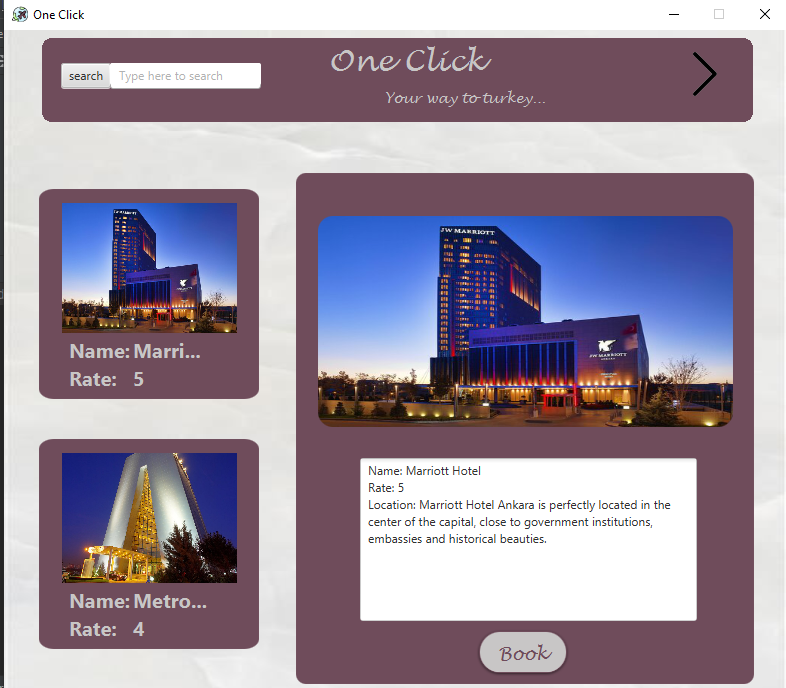 One Click
search
Type here to search
One Click
Your way to turkey...
JW MARRIOTT
Name: Marri...
Rate: 5
JW MARRIOTT
JW MARRIOTT
Name: Marriott Hotel
Rate: 5
Location: Marriott Hotel Ankara is perfectly located in the
center of the capital, close to government institutions,
embassies and historical beauties.
Name: Metro...
Rate: 4
Book